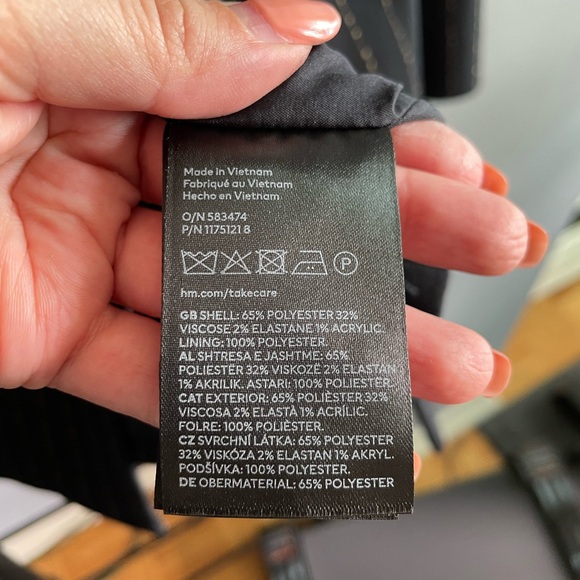 Made in Vietnam
Fabriqué au Vietnam
Hecho en Vietnam
O/N 583474
P/N 1175121 8
P
hm.com/takecare
GB SHELL: 65% POLYESTER 32%
VISCOSE 2% ELASTANE 1% ACRYLIC.
LINING: 100% POLYESTER.
AL SHTRESA E JASHTME: 65%
POLIESTËR 32% VISKOZË 2% ELASTAN
1% AKRILIK. ASTARI: 100% POLIESTËR.
CAT EXTERIOR: 65% POLIÈSTER 32%
VISCOSA 2% ELASTÀ 1% ACRÍLIC.
FOLRE: 100% POLIÈSTER.
CZ SVRCHNÍ LÁTKA: 65% POLYESTER
32% VISKÓZA 2% ELASTAN 1% AKRYL.
PODŠÍVKA: 100% POLYESTER.
DE OBERMATERIAL: 65% POLYESTER